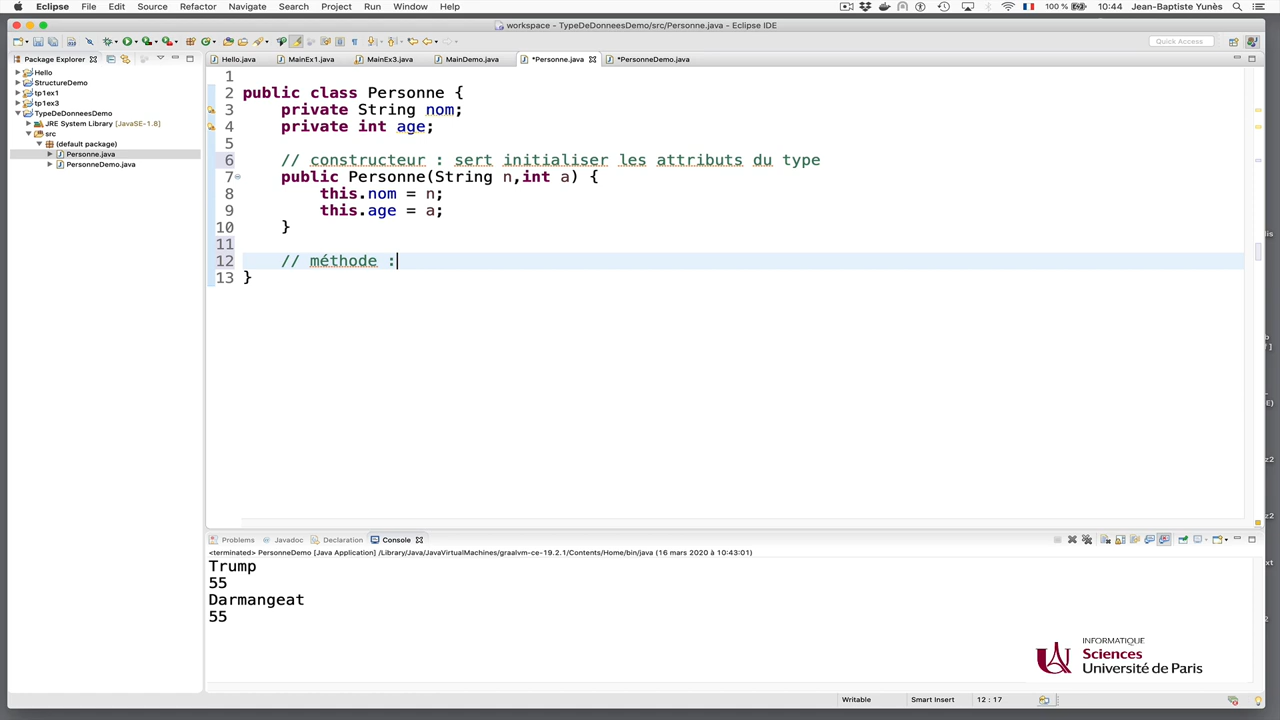 Eclipse File Edit Source Refactor Navigate Search Project Run Window Help 100 % 10:44 Jean-Baptiste Yunès
workspace - TypeDeDonneesDemo/src/Personne.java - Eclipse IDE
Quick Access
Package Explorer
Hello.java MainEx1.java MainEx3.java MainDemo.java *Personne.java *PersonneDemo.java
Hello
StructureDemo
tp1ex1
tp1ex3
TypeDeDonneesDemo
JRE System Library [JavaSE-1.8]
src
(default package)
Personne.java
PersonneDemo.java
1
2 public class Personne {
3 private String nom;
4 private int age;
5
6 // constructeur : sert initialiser les attributs du type
7 public Personne(String n,int a) {
8 this.nom = n;
9 this.age = a;
10 }
11
12 // méthode :
13 }
Problems Javadoc Declaration Console
<terminated> PersonneDemo [Java Application] /Library/Java/JavaVirtualMachines/graalvm-ce-19.2.1/Contents/Home/bin/java (16 mars 2020 à 10:43:01)
Trump
55
Darmangeat
55
INFORMATIQUE
Sciences
Université de Paris
Writable Smart Insert 12 : 17